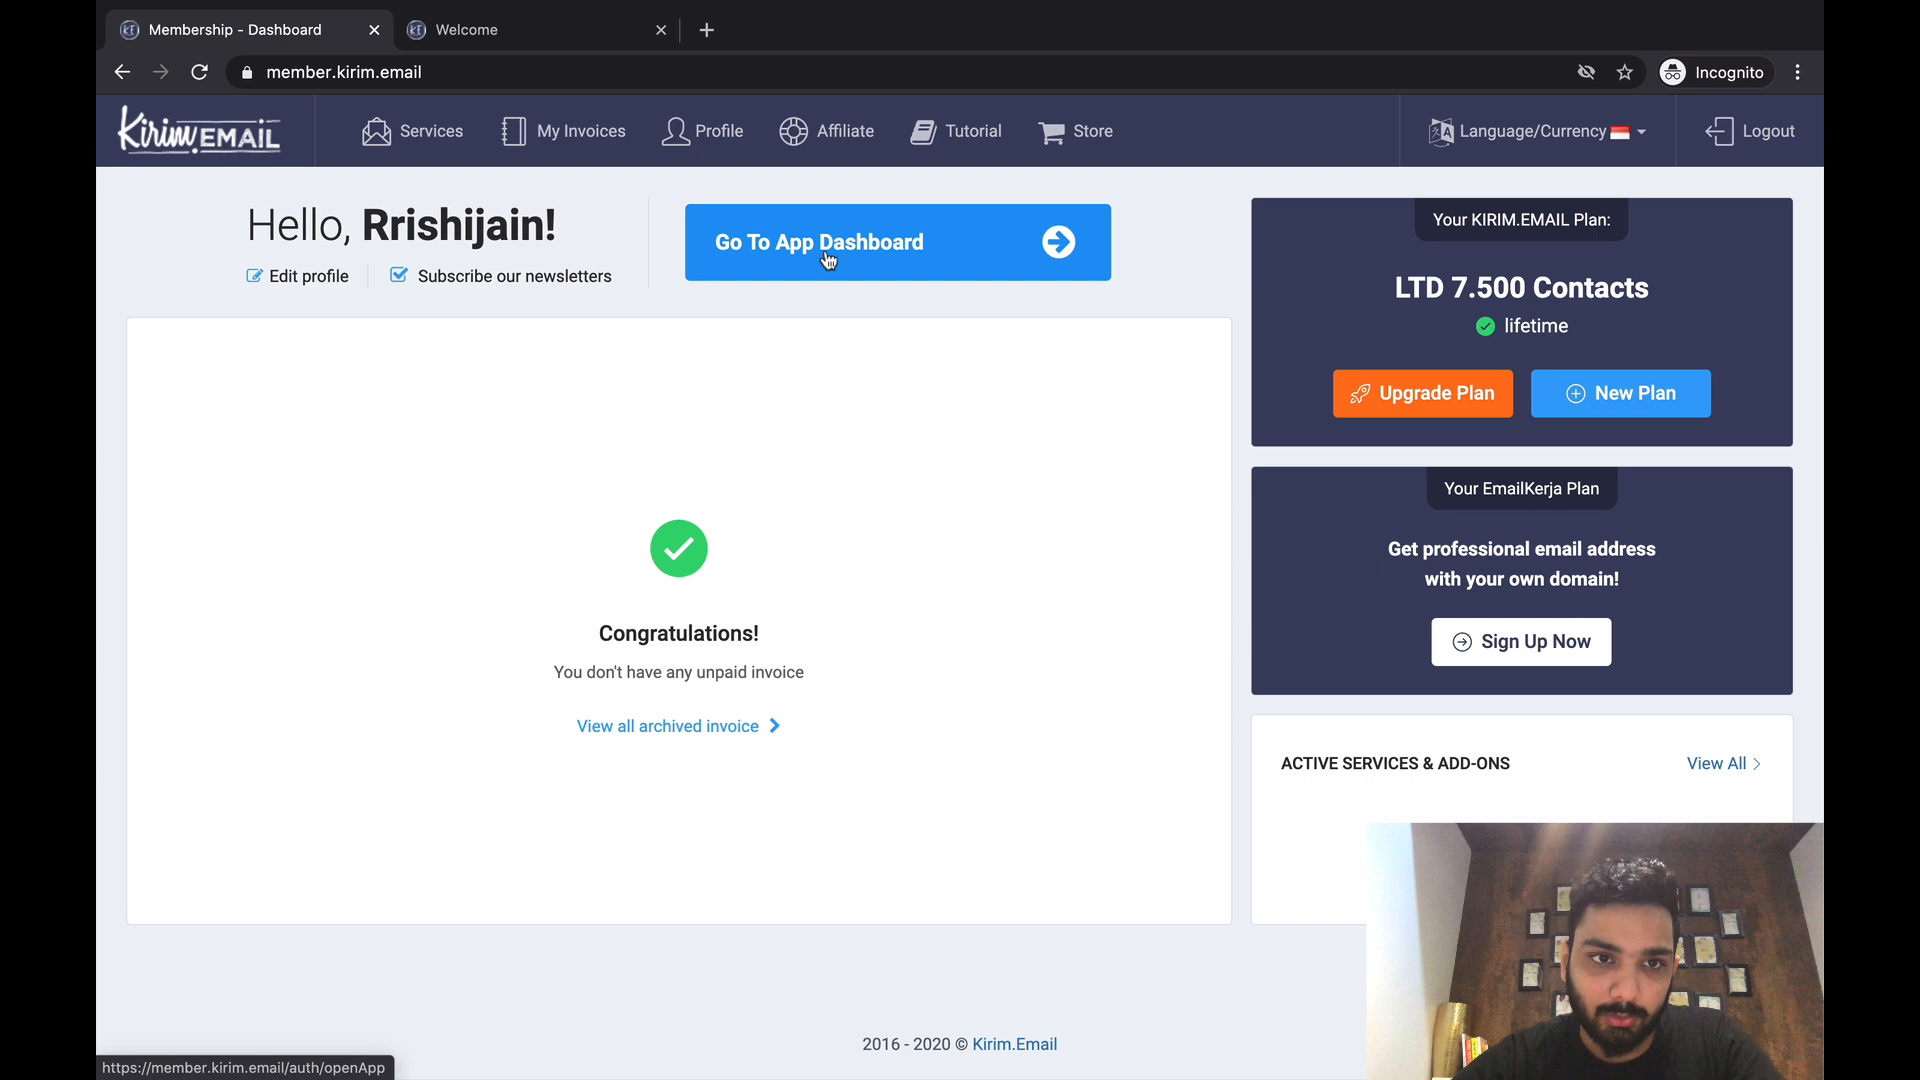 Membership - Dashboard
Welcome
member.kirim.email
Incognito
Kirim.EMAIL
Services
My Invoices
Profile
Affiliate
Tutorial
Store
Language/Currency
Logout
Hello, Rrishijain!
Edit profile
Subscribe our newsletters
Go To App Dashboard
Your KIRIM.EMAIL Plan:
LTD 7.500 Contacts
lifetime
Upgrade Plan
New Plan
Your EmailKerja Plan
Get professional email address
with your own domain!
Sign Up Now
Congratulations!
You don't have any unpaid invoice
View all archived invoice
ACTIVE SERVICES & ADD-ONS
View All
2016 - 2020 © Kirim.Email
https://member.kirim.email/auth/openApp